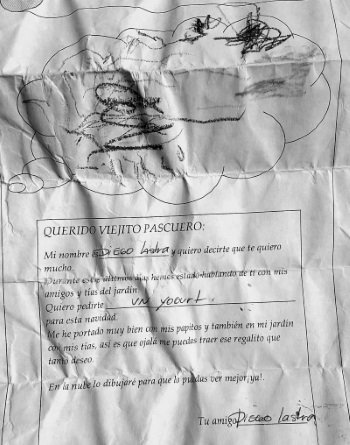 QUERIDO VIEJITO PASCUERO:
Mi nombre es DIEGO lastra y quiero decirte que te quiero
mucho.
Durante estos últimos días hemos estado hablando de ti con mis
amigos y tías del jardín.
Quiero pedirte un yogurt.
para esta navidad.
Me he portado muy bien con mis papitos y también en mi jardín
con mis tías, así es que ojalá me puedas traer ese regalito que
tanto deseo.
En la nube lo dibujaré para que lo puedas ver mejor, ya!.
Tu amigo DIEGO lastra